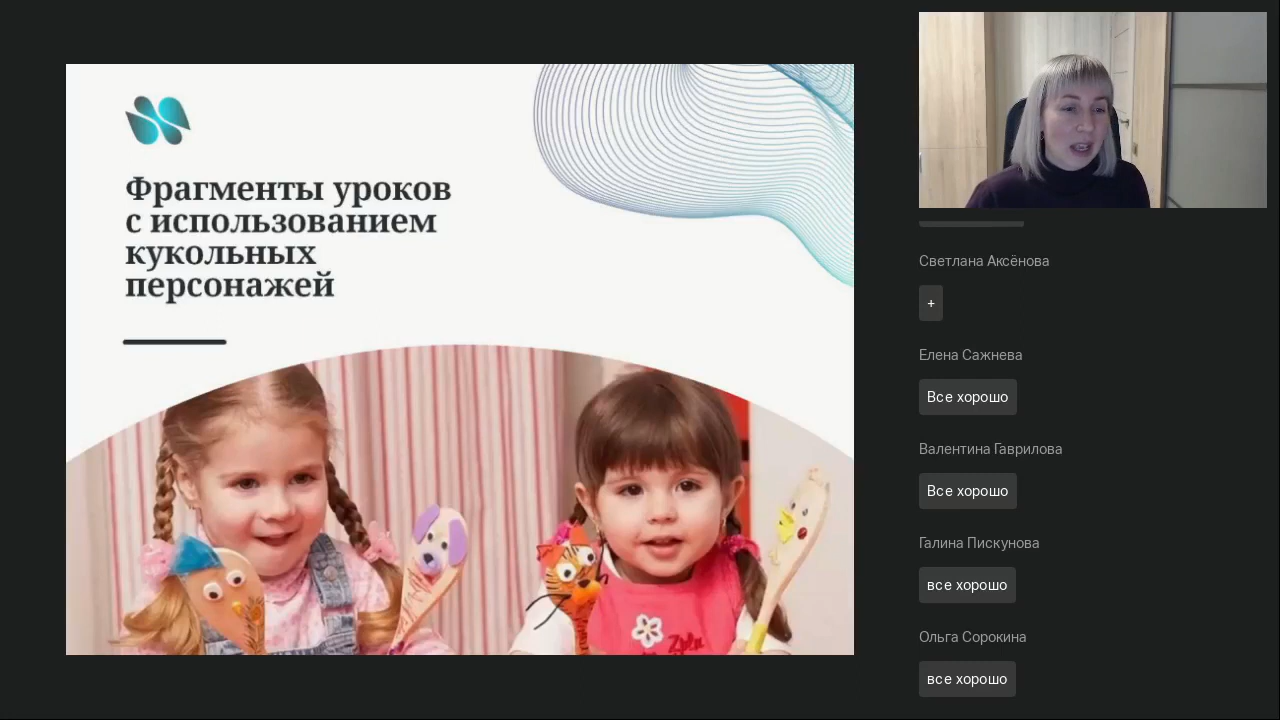 Фрагменты уроков
с использованием
кукольных
персонажей
Светлана Аксёнова
+
Елена Сажнева
Все хорошо
Валентина Гаврилова
Все хорошо
Галина Пискунова
все хорошо
Ольга Сорокина
все хорошо